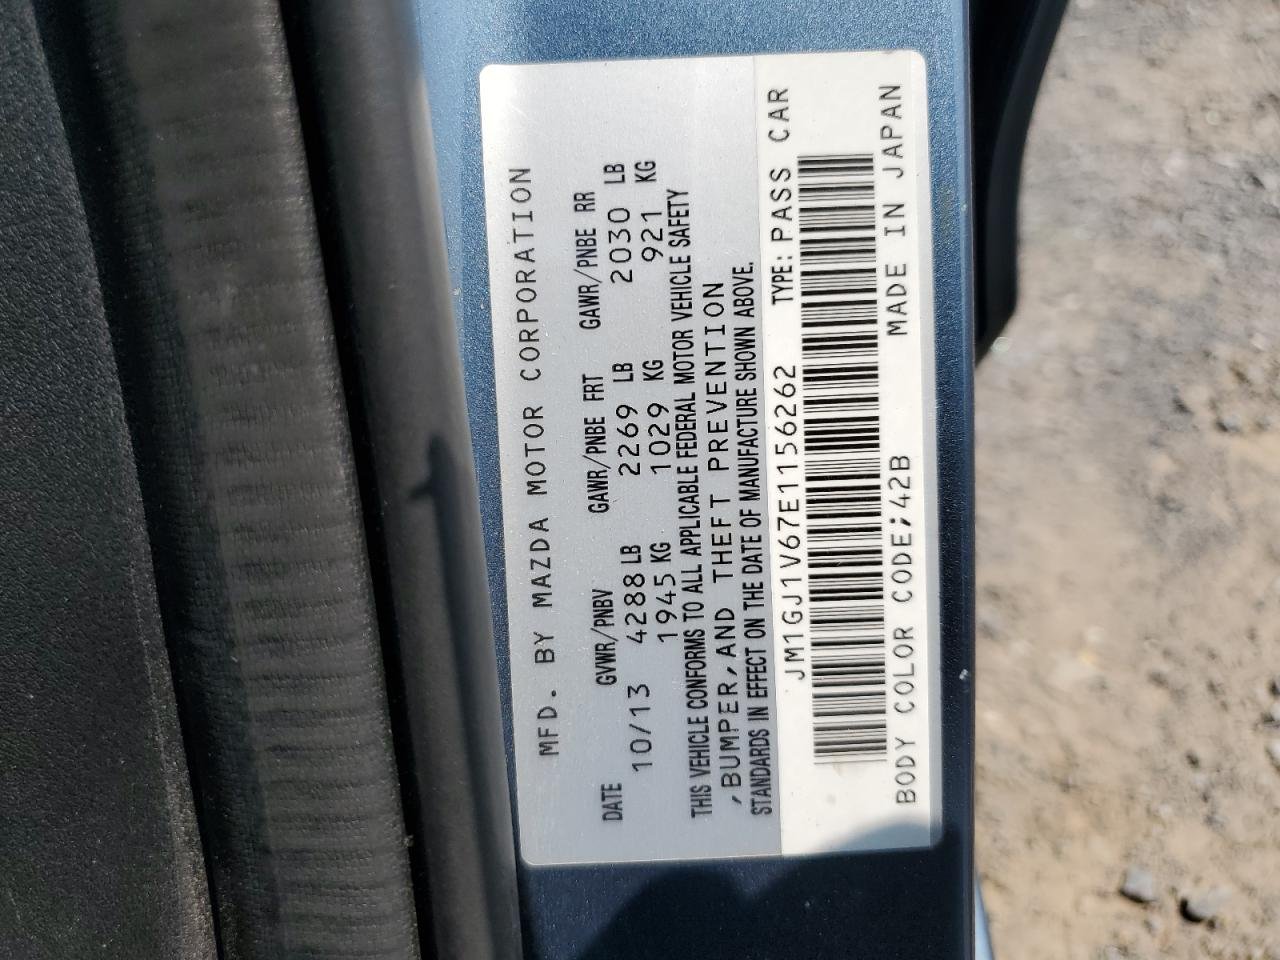 MFD. BY MAZDA MOTOR CORPORATION
DATE GVWR/PNBV GAWR/PNBE FRT GAWR/PNBE RR
10/13 4288 LB 2269 LB 2030 LB
1945 KG 1029 KG 921 KG
THIS VEHICLE CONFORMS TO ALL APPLICABLE FEDERAL MOTOR VEHICLE SAFETY
,BUMPER,AND THEFT PREVENTION
STANDARDS IN EFFECT ON THE DATE OF MANUFACTURE SHOWN ABOVE.
JM1GJ1V67E1156262 TYPE: PASS CAR
BODY COLOR CODE;42B MADE IN JAPAN